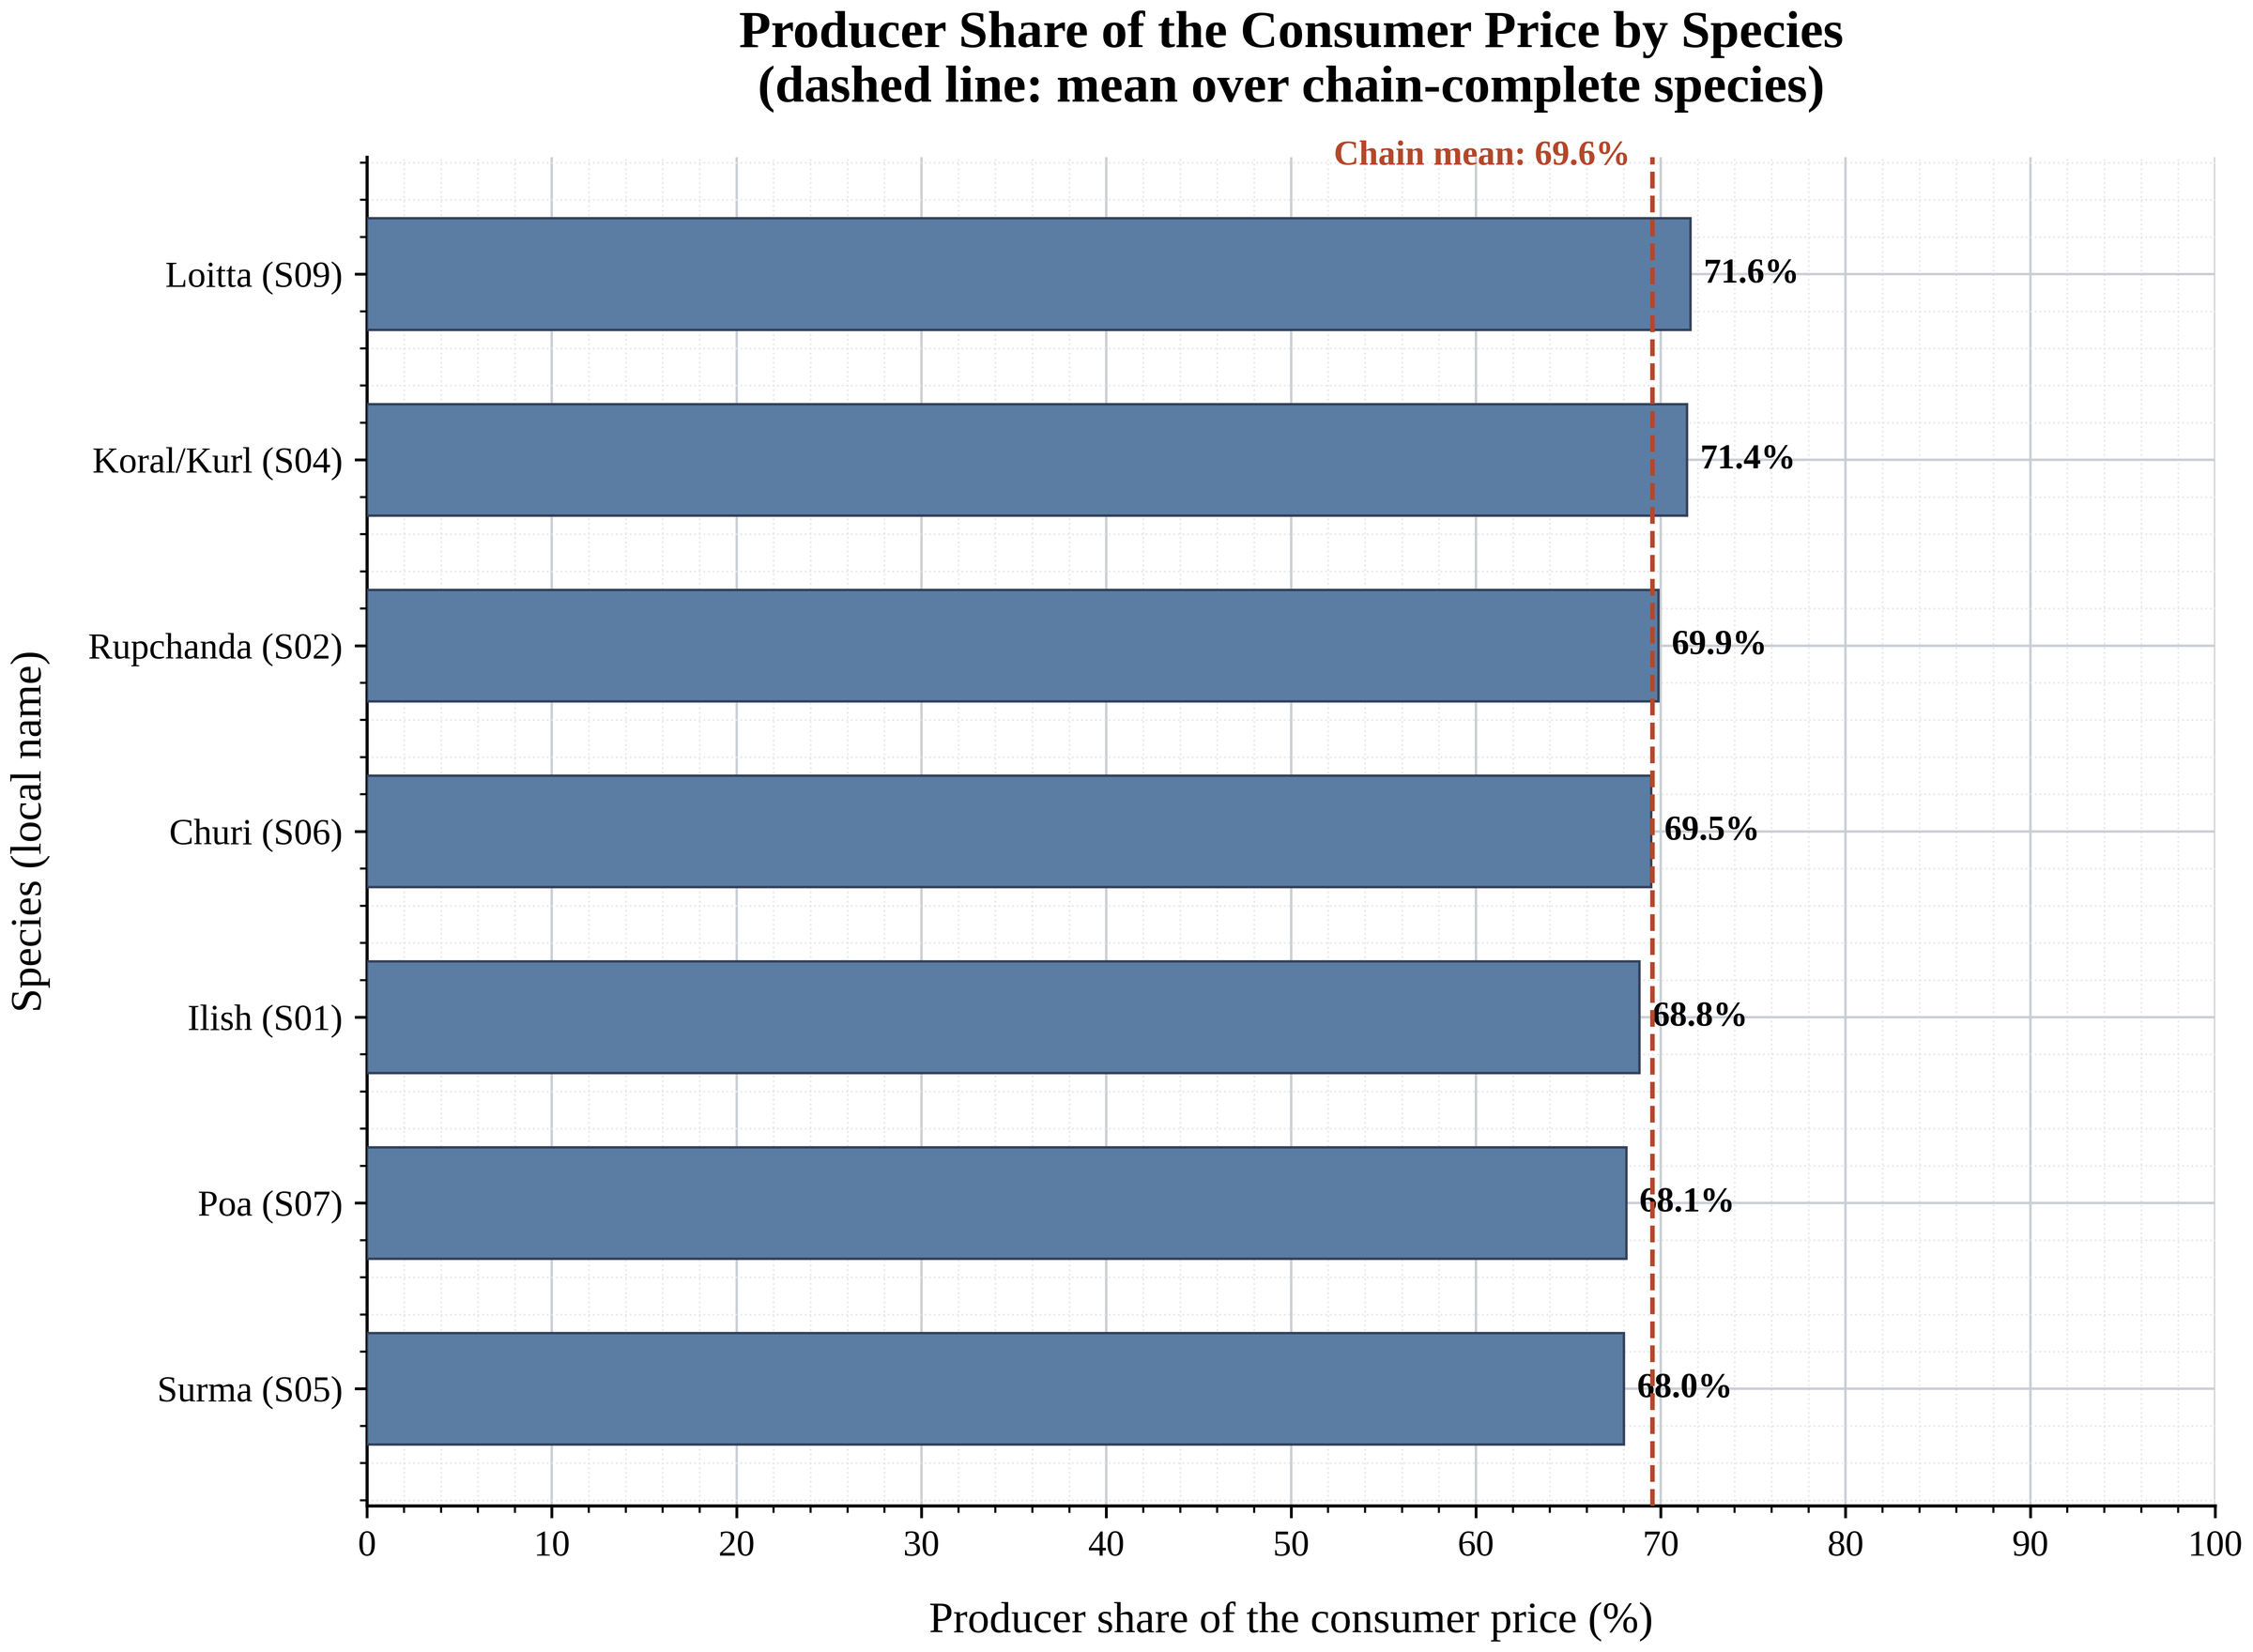 Producer Share of the Consumer Price by Species
(dashed line: mean over chain-complete species)
Chain mean: 69.6%
Loitta (S09)
71.6%
Koral/Kurl (S04)
71.4%
Rupchanda (S02)
69.9%
Churi (S06)
69.5%
Ilish (S01)
68.8%
Poa (S07)
68.1%
Surma (S05)
68.0%
Species (local name)
0 10 20 30 40 50 60 70 80 90 100
Producer share of the consumer price (%)